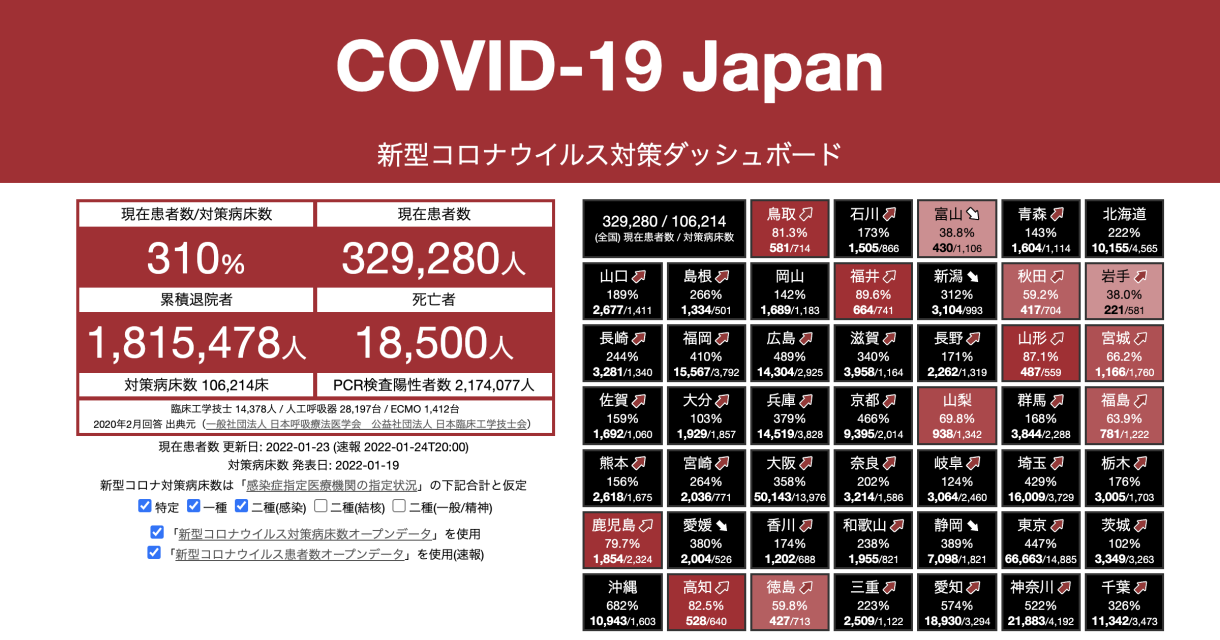 COVID-19 Japan
新型コロナウイルス対策ダッシュボード
現在患者数/対策病床数
現在患者数
310%
329,280人
累積退院者
死亡者
1,815,478人
18,500人
対策病床数 106,214床
PCR検査陽性者数 2,174,077人
臨床工学技士 14,378人 / 人工呼吸器 28,197台 / ECMO 1,412台
2020年2月回答 出典元（一般社団法人 日本呼吸療法医学会　公益社団法人 日本臨床工学技士会）
現在患者数 更新日: 2022-01-23 (速報 2022-01-24T20:00)
対策病床数 発表日: 2022-01-19
新型コロナ対策病床数は「感染症指定医療機関の指定状況」の下記合計と仮定
特定 一種 二種(感染) 二種(結核) 二種(一般/精神)
「新型コロナウイルス対策病床数オープンデータ」を使用
「新型コロナウイルス患者数オープンデータ」を使用(速報)
329,280 / 106,214
(全国) 現在患者数 / 対策病床数
鳥取
81.3%
581/714
石川
173%
1,505/866
富山
38.8%
430/1,106
青森
143%
1,604/1,114
北海道
222%
10,155/4,565
山口
189%
2,677/1,411
島根
266%
1,334/501
岡山
142%
1,689/1,183
福井
89.6%
664/741
新潟
312%
3,104/993
秋田
59.2%
417/704
岩手
38.0%
221/581
長崎
244%
3,281/1,340
福岡
410%
15,567/3,792
広島
489%
14,304/2,925
滋賀
340%
3,958/1,164
長野
171%
2,262/1,319
山形
87.1%
487/559
宮城
66.2%
1,166/1,760
佐賀
159%
1,692/1,060
大分
103%
1,929/1,857
兵庫
379%
14,519/3,828
京都
466%
9,395/2,014
山梨
69.8%
938/1,342
群馬
168%
3,844/2,288
福島
63.9%
781/1,222
熊本
156%
2,618/1,675
宮崎
264%
2,036/771
大阪
358%
50,143/13,976
奈良
202%
3,214/1,586
岐阜
124%
3,064/2,460
埼玉
429%
16,009/3,729
栃木
176%
3,005/1,703
鹿児島
79.7%
1,854/2,324
愛媛
380%
2,004/526
香川
174%
1,202/688
和歌山
238%
1,955/821
静岡
389%
7,098/1,821
東京
447%
66,663/14,885
茨城
102%
3,349/3,263
沖縄
682%
10,943/1,603
高知
82.5%
528/640
徳島
59.8%
427/713
三重
223%
2,509/1,122
愛知
574%
18,930/3,294
神奈川
522%
21,883/4,192
千葉
326%
11,342/3,473